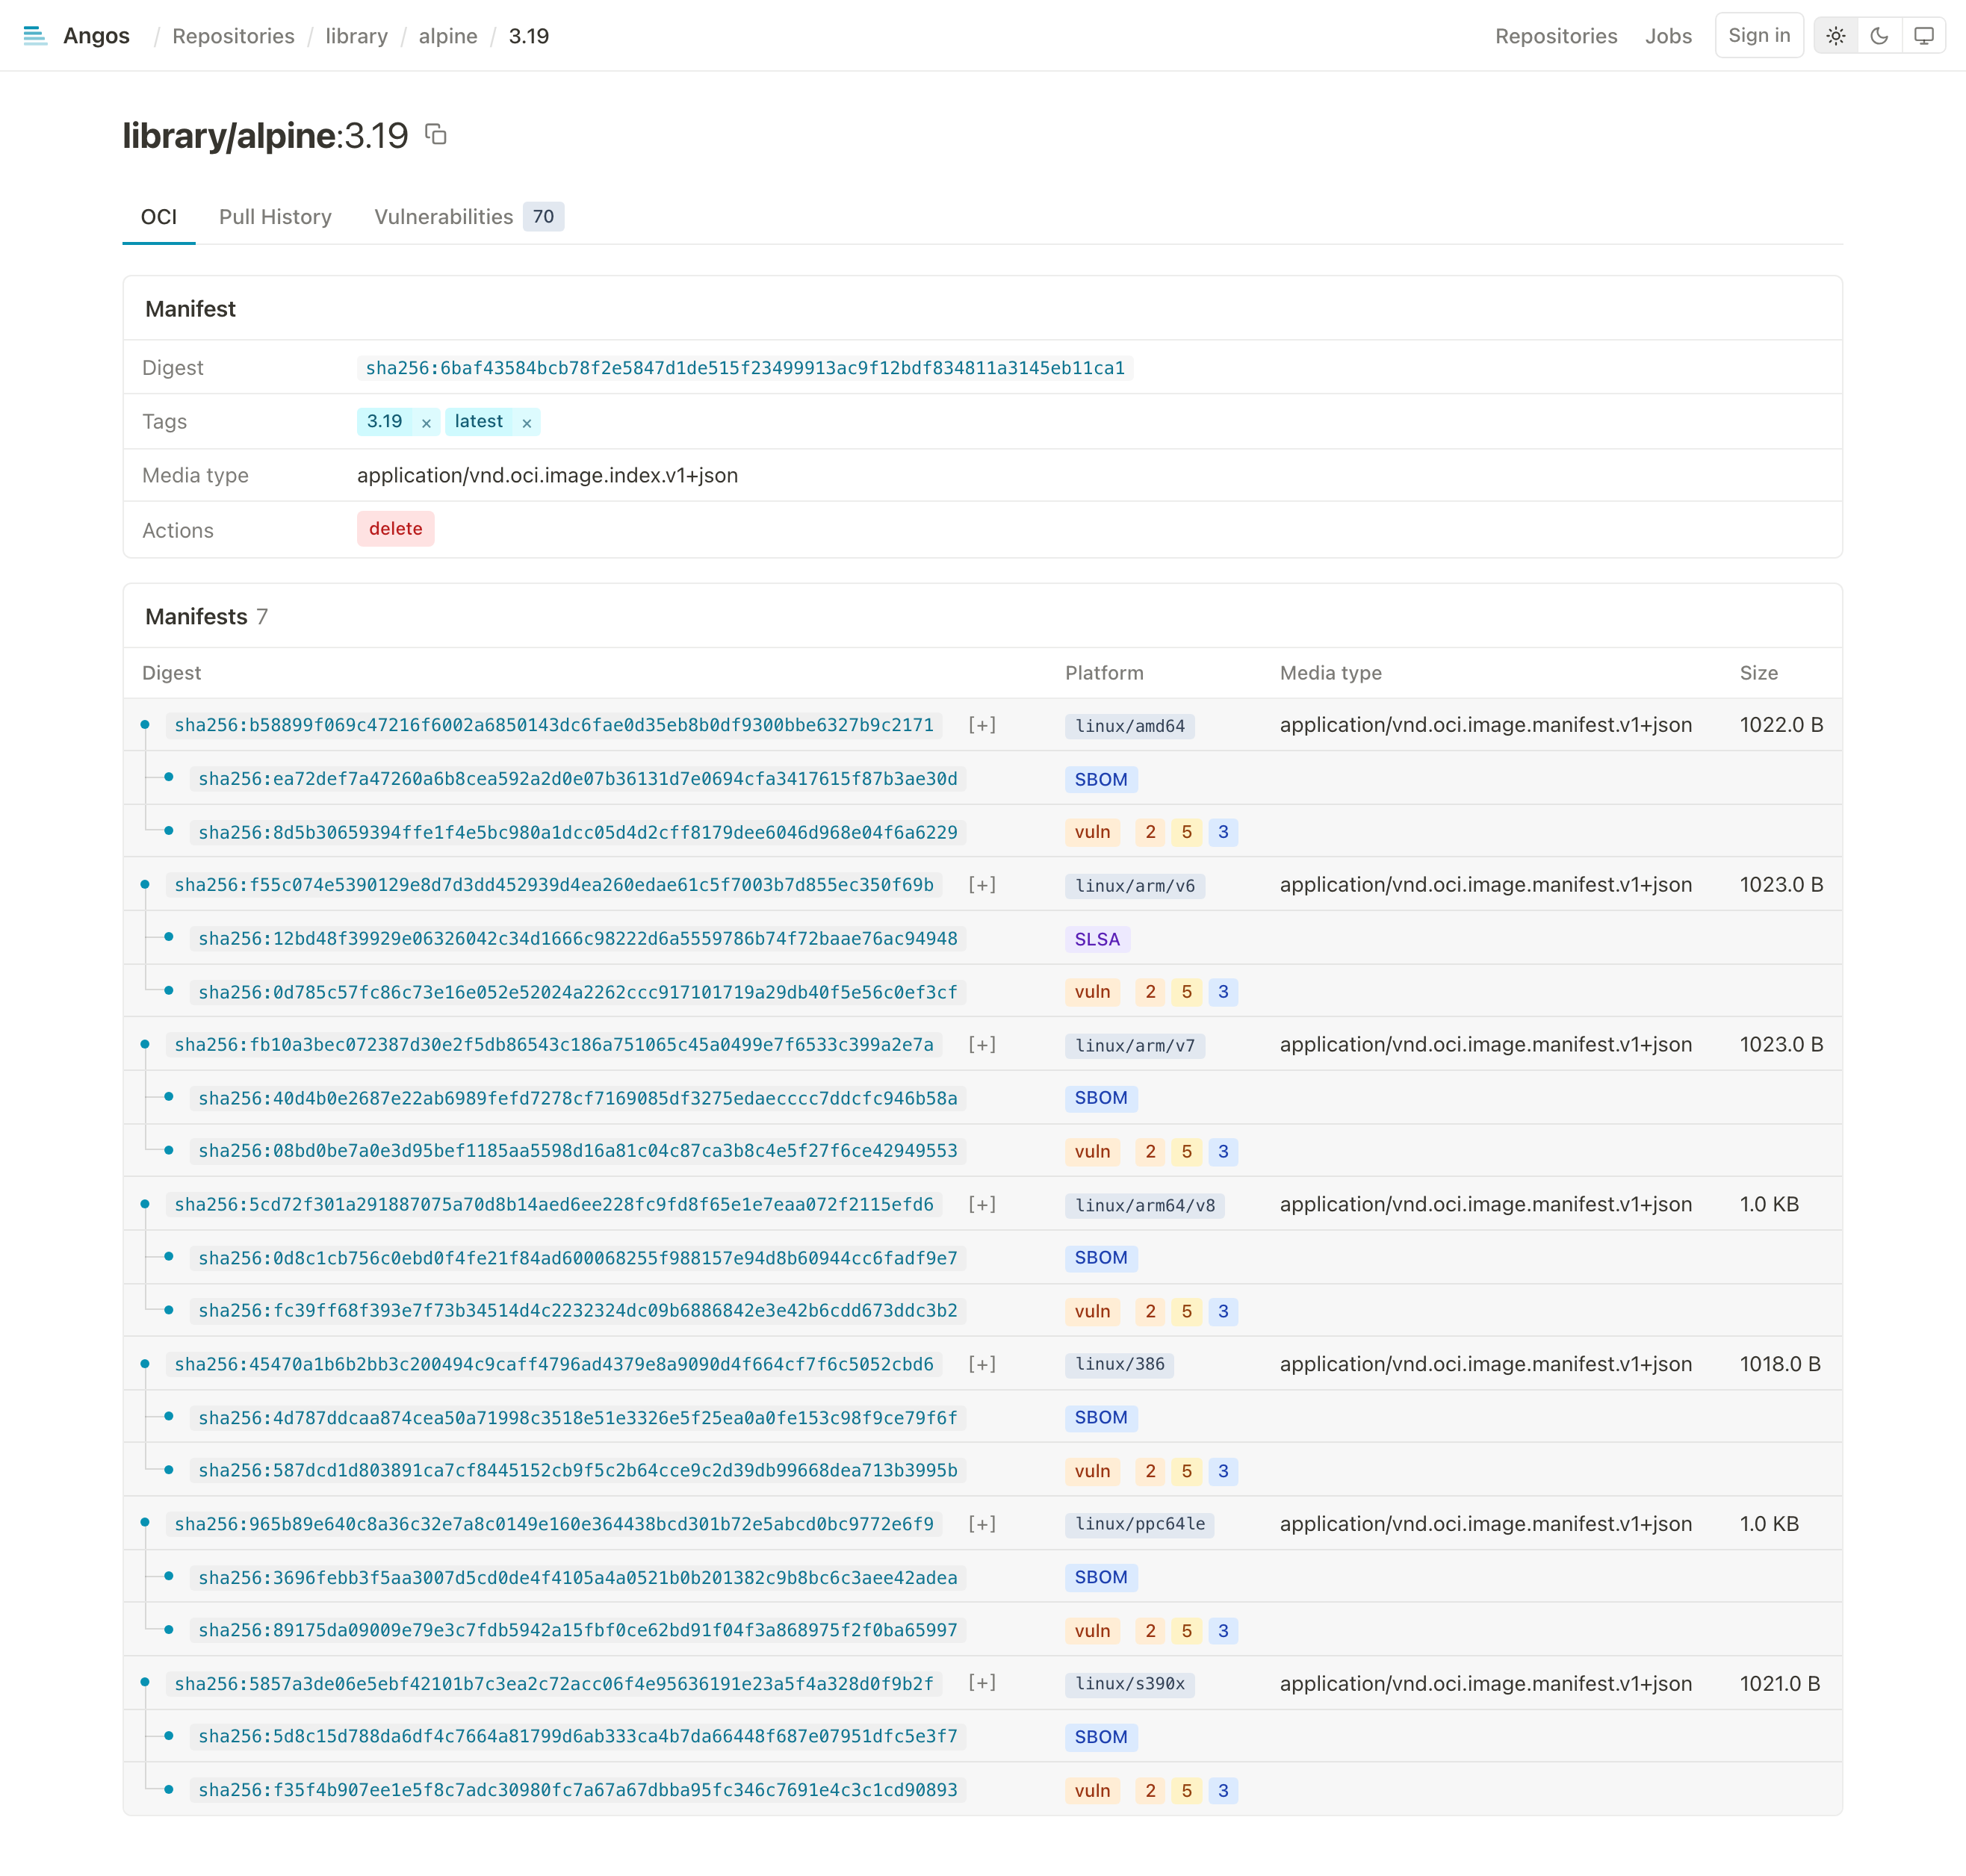 Angos / Repositories / library / alpine / 3.19 Repositories Jobs Sign in
library/alpine:3.19
OCI Pull History Vulnerabilities 70
Manifest
Digest sha256:6baf43584bcb78f2e5847d1de515f23499913ac9f12bdf834811a3145eb11ca1
Tags 3.19 × latest ×
Media type application/vnd.oci.image.index.v1+json
Actions delete
Manifests 7
Digest Platform Media type Size
sha256:b58899f069c47216f6002a6850143dc6fae0d35eb8b0df9300bbe6327b9c2171 [+] linux/amd64 application/vnd.oci.image.manifest.v1+json 1022.0 B
sha256:ea72def7a47260a6b8cea592a2d0e07b36131d7e0694cfa3417615f87b3ae30d SBOM
sha256:8d5b30659394ffe1f4e5bc980a1dcc05d4d2cff8179dee6046d968e04f6a6229 vuln 2 5 3
sha256:f55c074e5390129e8d7d3dd452939d4ea260edae61c5f7003b7d855ec350f69b [+] linux/arm/v6 application/vnd.oci.image.manifest.v1+json 1023.0 B
sha256:12bd48f39929e06326042c34d1666c98222d6a5559786b74f72baae76ac94948 SLSA
sha256:0d785c57fc86c73e16e052e52024a2262ccc917101719a29db40f5e56c0ef3cf vuln 2 5 3
sha256:fb10a3bec072387d30e2f5db86543c186a751065c45a0499e7f6533c399a2e7a [+] linux/arm/v7 application/vnd.oci.image.manifest.v1+json 1023.0 B
sha256:40d4b0e2687e22ab6989fefd7278cf7169085df3275edaecccc7ddcfc946b58a SBOM
sha256:08bd0be7a0e3d95bef1185aa5598d16a81c04c87ca3b8c4e5f27f6ce42949553 vuln 2 5 3
sha256:5cd72f301a291887075a70d8b14aed6ee228fc9fd8f65e1e7eaa072f2115efd6 [+] linux/arm64/v8 application/vnd.oci.image.manifest.v1+json 1.0 KB
sha256:0d8c1cb756c0ebd0f4fe21f84ad600068255f988157e94d8b60944cc6fadf9e7 SBOM
sha256:fc39ff68f393e7f73b34514d4c2232324dc09b6886842e3e42b6cdd673ddc3b2 vuln 2 5 3
sha256:45470a1b6b2bb3c200494c9caff4796ad4379e8a9090d4f664cf7f6c5052cbd6 [+] linux/386 application/vnd.oci.image.manifest.v1+json 1018.0 B
sha256:4d787ddcaa874cea50a71998c3518e51e3326e5f25ea0a0fe153c98f9ce79f6f SBOM
sha256:587dcd1d803891ca7cf8445152cb9f5c2b64cce9c2d39db99668dea713b3995b vuln 2 5 3
sha256:965b89e640c8a36c32e7a8c0149e160e364438bcd301b72e5abcd0bc9772e6f9 [+] linux/ppc64le application/vnd.oci.image.manifest.v1+json 1.0 KB
sha256:3696febb3f5aa3007d5cd0de4f4105a4a0521b0b201382c9b8bc6c3aee42adea SBOM
sha256:89175da09009e79e3c7fdb5942a15fbf0ce62bd91f04f3a868975f2f0ba65997 vuln 2 5 3
sha256:5857a3de06e5ebf42101b7c3ea2c72acc06f4e95636191e23a5f4a328d0f9b2f [+] linux/s390x application/vnd.oci.image.manifest.v1+json 1021.0 B
sha256:5d8c15d788da6df4c7664a81799d6ab333ca4b7da66448f687e07951dfc5e3f7 SBOM
sha256:f35f4b907ee1e5f8c7adc30980fc7a67a67dbba95fc346c7691e4c3c1cd90893 vuln 2 5 3